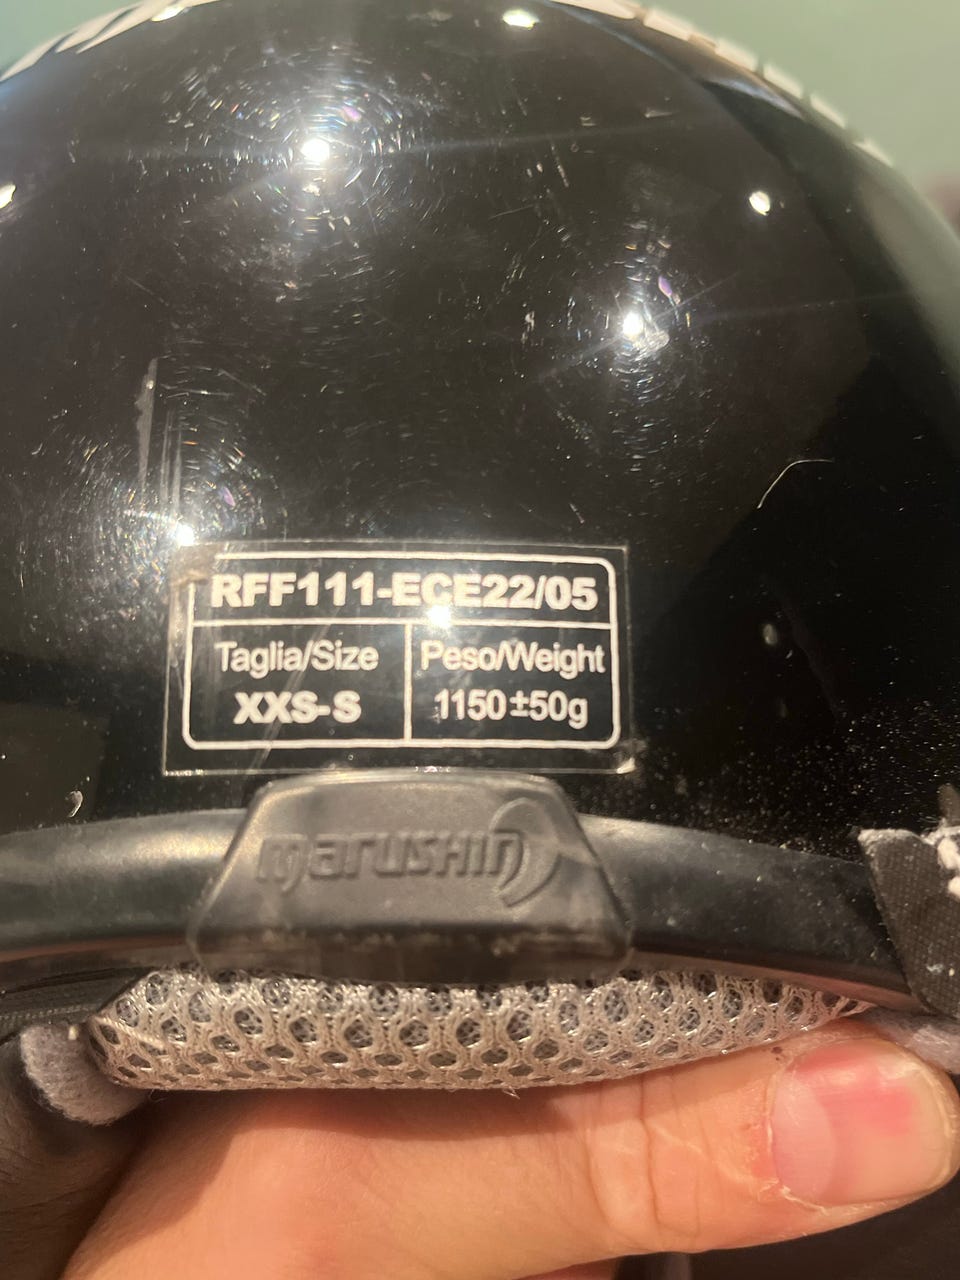 RFF111-ECE22/05
Taglia/Size
Peso/Weight
XXS-S
1150±50g
marushin